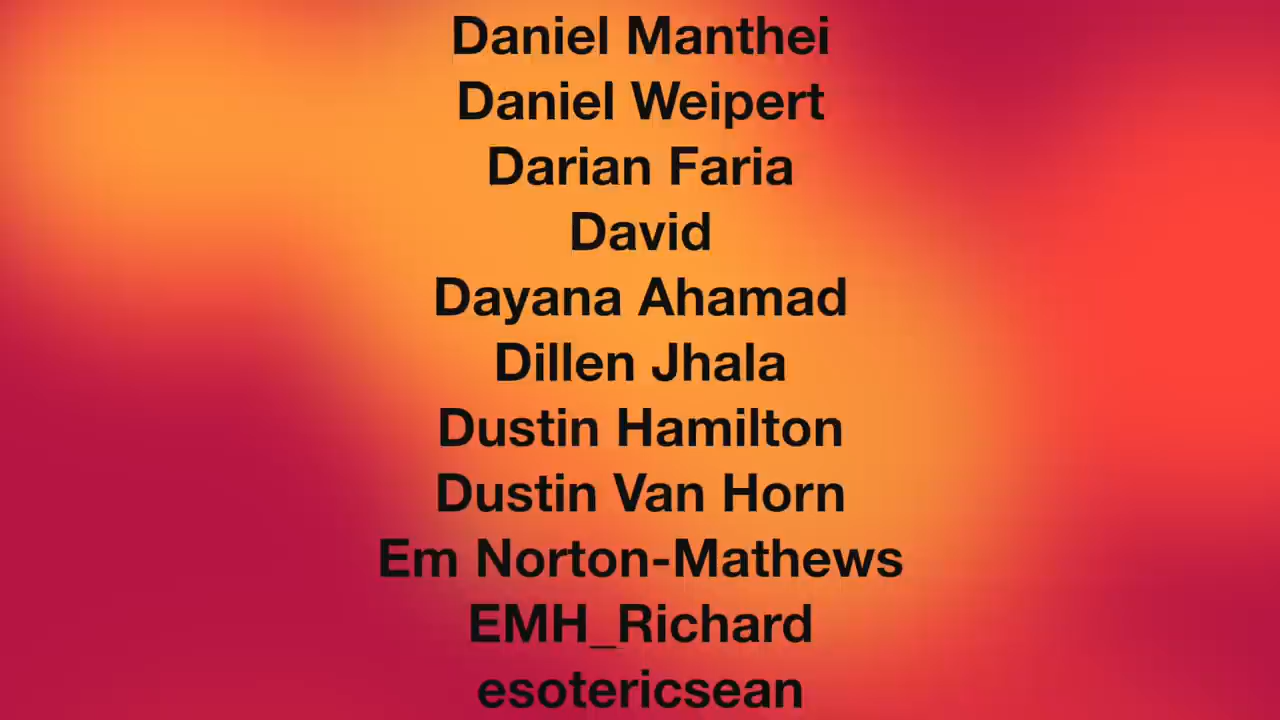 Daniel Manthei
Daniel Weipert
Darian Faria
David
Dayana Ahamad
Dillen Jhala
Dustin Hamilton
Dustin Van Horn
Em Norton-Mathews
EMH_Richard
esotericsean